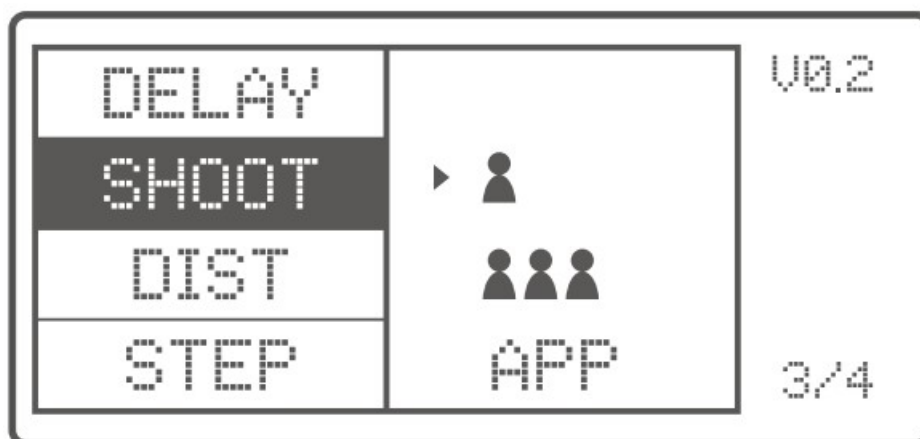 DELAY
V0.2
SHOOT
DIST
STEP
APP
3/4